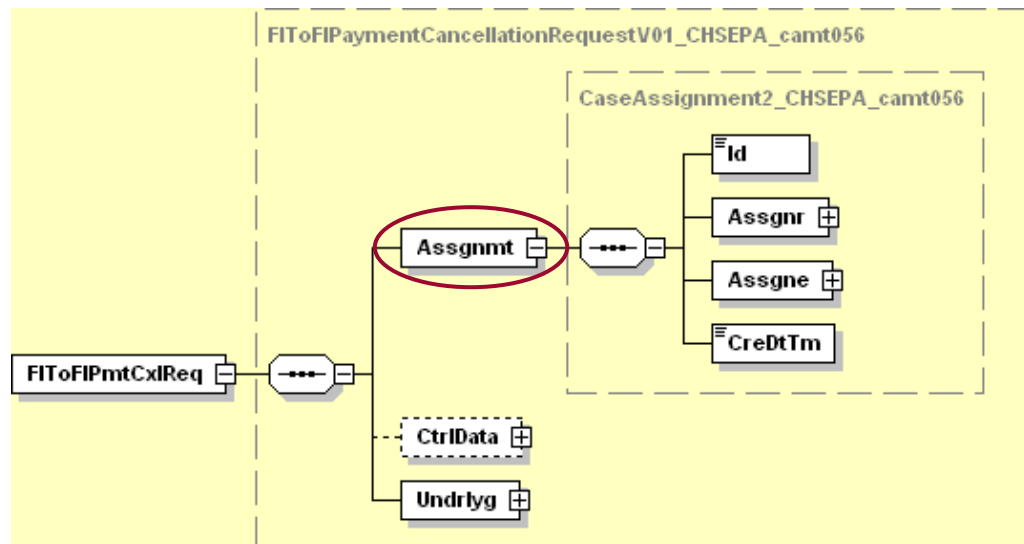 FIToFIPaymentCancellationRequestV01_CHSEPA_camt056
CaseAssignment2_CHSEPA_camt056
Id
Assgnr
Assgnmt
Assgne
CreDtTm
FIToFIPmtCxlReq
CtrlData
Undrlyg